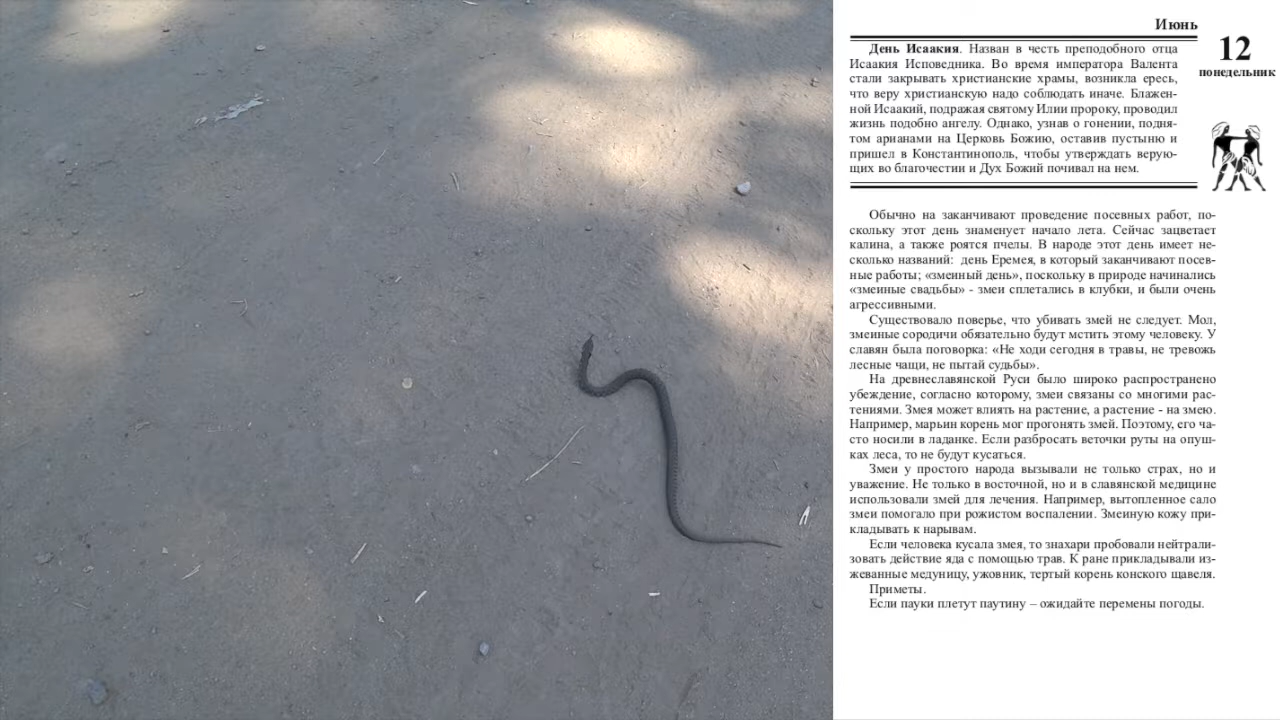 Июнь
12
понедельник
День Исаакия. Назван в честь преподобного отца
Исаакия Исповедника. Во время императора Валента
стали закрывать христианские храмы, возникла ересь,
что веру христианскую надо соблюдать иначе. Блажен-
ной Исаакий, подражая святому Илии пророку, проводил
жизнь подобно ангелу. Однако, узнав о гонении, подня-
том арианами на Церковь Божию, оставив пустыню и
пришел в Константинополь, чтобы утверждать верую-
щих во благочестии и Дух Божий почивал на нем.
Обычно на заканчивают проведение посевных работ, по-
скольку этот день знаменует начало лета. Сейчас зацветает
калина, а также роятся пчелы. В народе этот день имеет не-
сколько названий: день Еремея, в который заканчивают посев-
ные работы; «змеиный день», поскольку в природе начинались
«змеиные свадьбы» - змеи сплетались в клубки, и были очень
агрессивными.
Существовало поверье, что убивать змей не следует. Мол,
змеиные сородичи обязательно будут мстить этому человеку. У
славян была поговорка: «Не ходи сегодня в травы, не тревожь
лесные чащи, не пытай судьбы».
На древнеславянской Руси было широко распространено
убеждение, согласно которому, змеи связаны со многими рас-
тениями. Змея может влиять на растение, а растение - на змею.
Например, марьин корень мог прогонять змей. Поэтому, его ча-
сто носили в ладанке. Если разбросать веточки руты на опуш-
ках леса, то не будут кусаться.
Змеи у простого народа вызывали не только страх, но и
уважение. Не только в восточной, но и в славянской медицине
использовали змей для лечения. Например, вытопленное сало
змеи помогало при рожистом воспалении. Змеиную кожу при-
кладывать к нарывам.
Если человека кусала змея, то знахари пробовали нейтрали-
зовать действие яда с помощью трав. К ране прикладывали из-
жеванные медуницу, ужовник, тертый корень конского щавеля.
Приметы.
Если пауки плетут паутину – ожидайте перемены погоды.